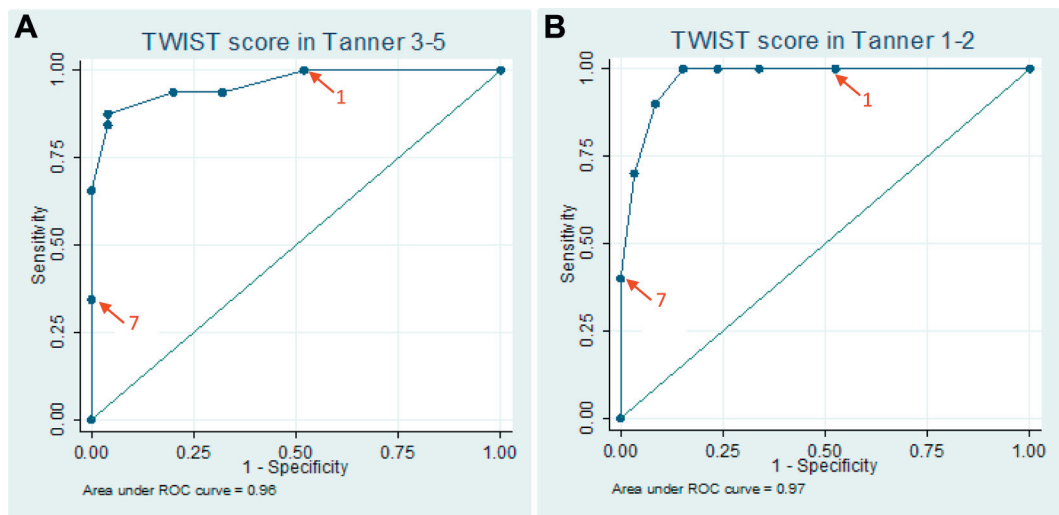 A
TWIST score in Tanner 3-5
Sensitivity
1.00
0.75
0.50
0.25
0.00
1
7
0.00 0.25 0.50 0.75 1.00
1 - Specificity
Area under ROC curve = 0.96
B
TWIST score in Tanner 1-2
Sensitivity
1.00
0.75
0.50
0.25
0.00
1
7
0.00 0.25 0.50 0.75 1.00
1 - Specificity
Area under ROC curve = 0.97